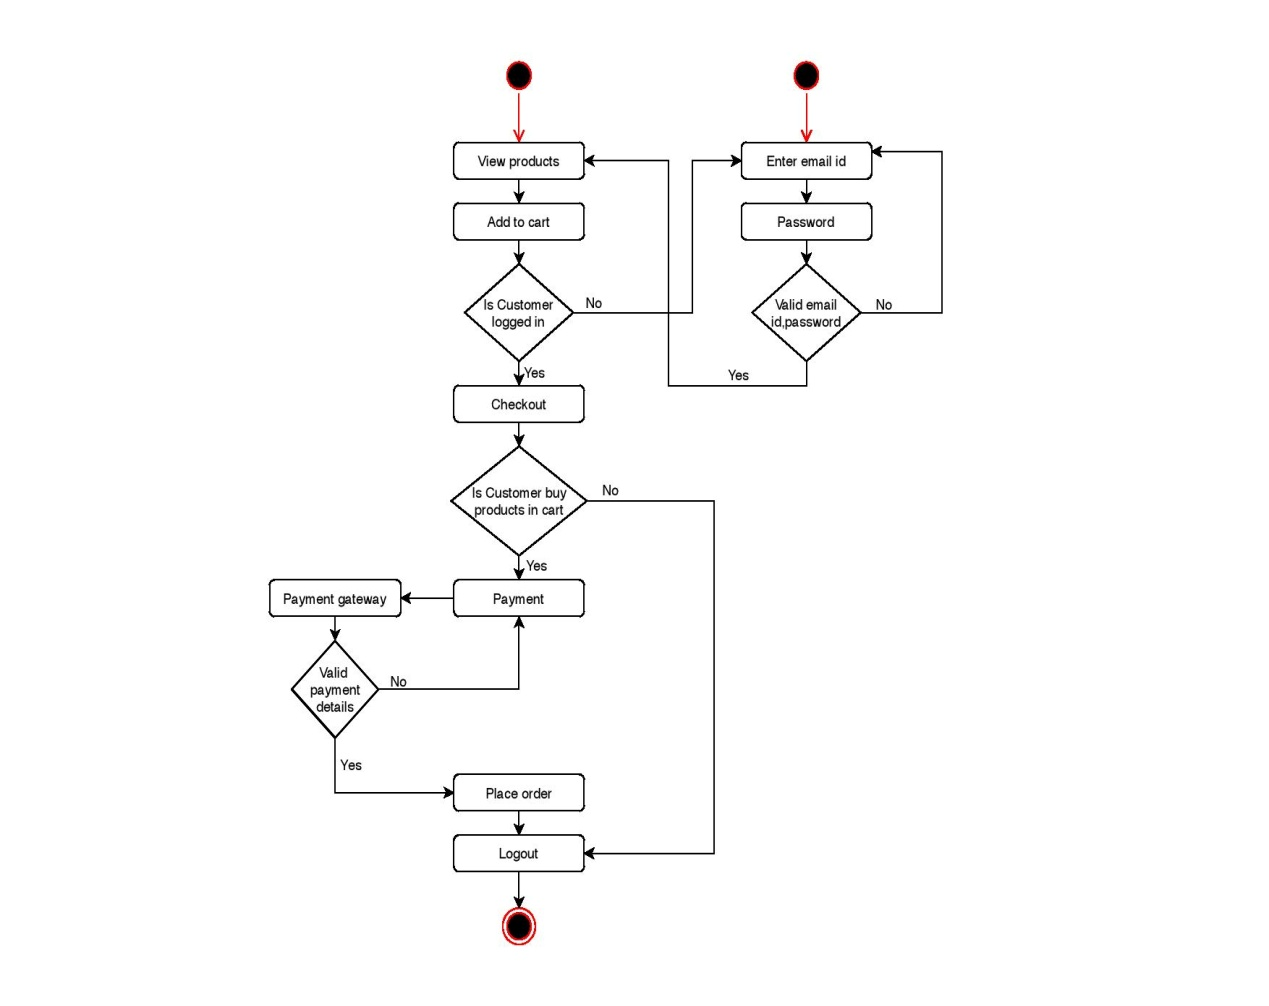 View products
Enter email id
Add to cart
Password
Is Customer
logged in
No
Valid email
id,password
No
Yes
Yes
Checkout
Is Customer buy
products in cart
No
Yes
Payment gateway
Payment
Valid
payment
details
No
Yes
Place order
Logout